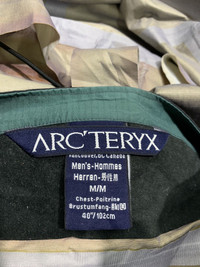 ARC'TERYX
Vancouver, BC Canada
Men's-Hommes
Herren-男性用
M/M
Chest-Poitrine
Brustumfang-胸囲
40"/102cm